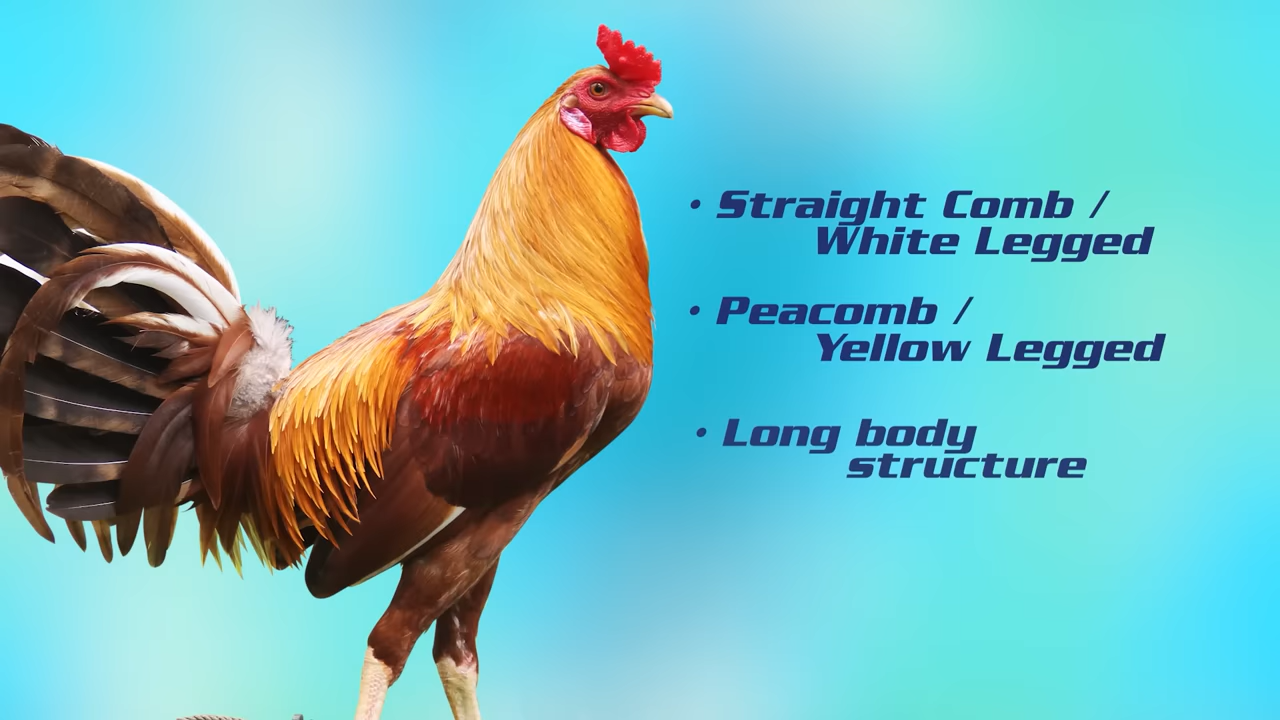 • Straight Comb /
White Legged
• Peacomb /
Yellow Legged
• Long body
structure